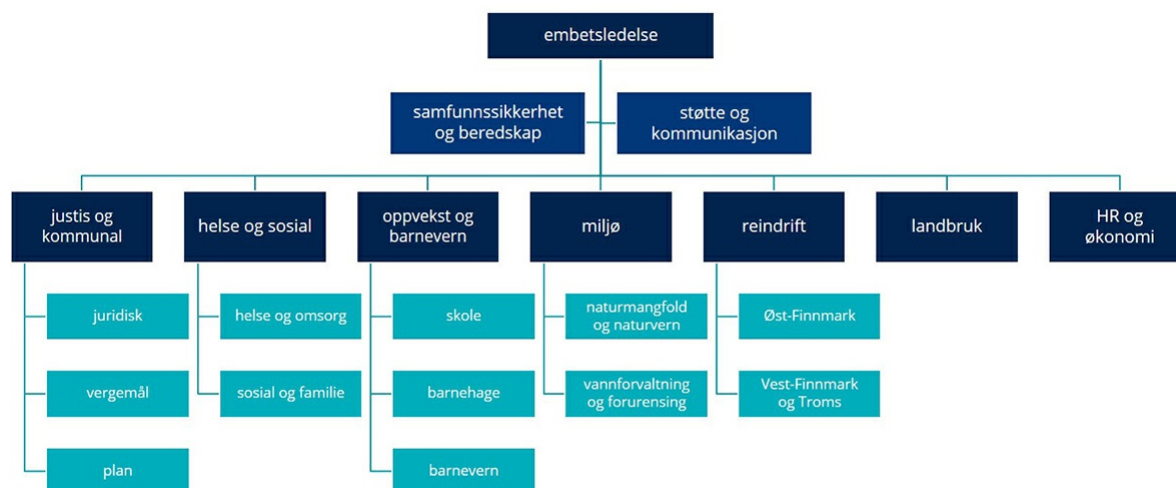 embetsledelse
samfunnssikkerhet
og beredskap
støtte og
kommunikasjon
justis og
kommunal
helse og sosial
oppvekst og
barnevern
miljø
reindrift
landbruk
HR og
økonomi
juridisk
helse og omsorg
skole
naturmangfold
og naturvern
Øst-Finnmark
vergemål
sosial og familie
barnehage
vannforvaltning
og forurensing
Vest-Finnmark
og Troms
plan
barnevern